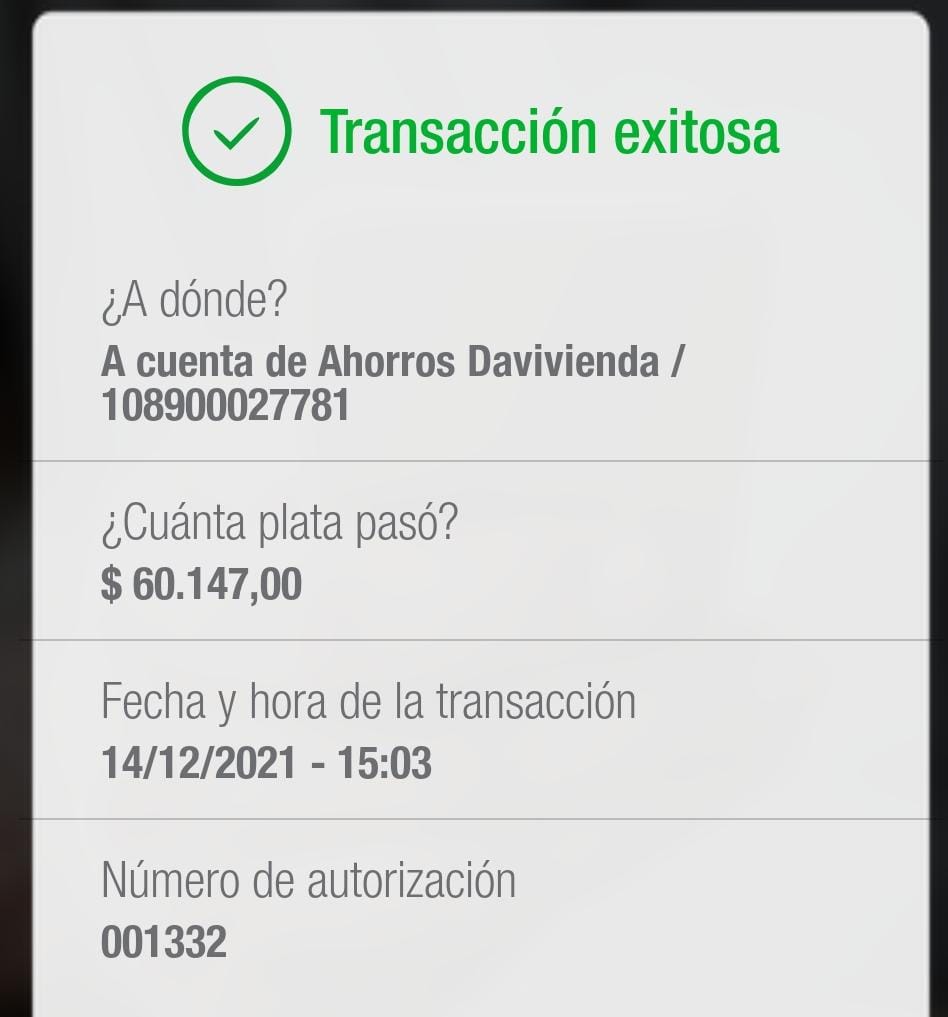 Transacción exitosa
¿A dónde?
A cuenta de Ahorros Davivienda /
108900027781
¿Cuánta plata pasó?
$ 60.147,00
Fecha y hora de la transacción
14/12/2021 - 15:03
Número de autorización
001332